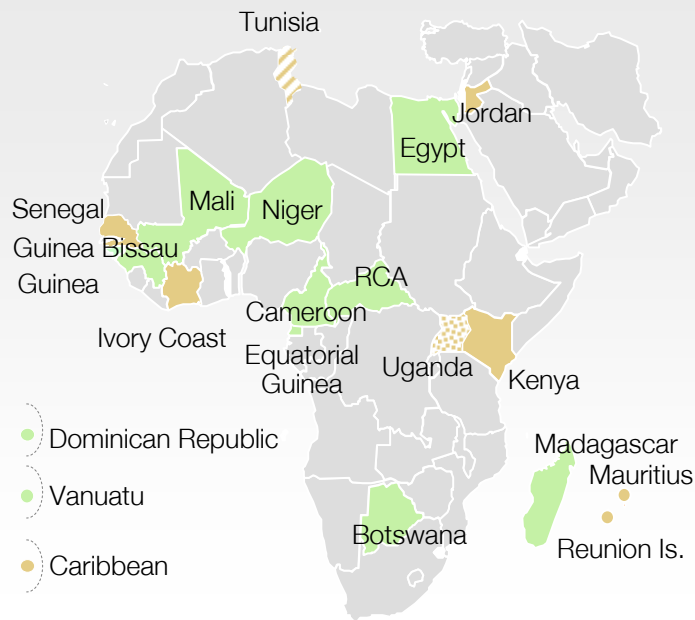 Tunisia
Jordan
Egypt
Mali
Niger
Senegal
Guinea Bissau
Guinea
RCA
Cameroon
Ivory Coast
Equatorial
Guinea
Uganda
Kenya
Dominican Republic
Madagascar
Mauritius
Vanuatu
Botswana
Reunion Is.
Caribbean